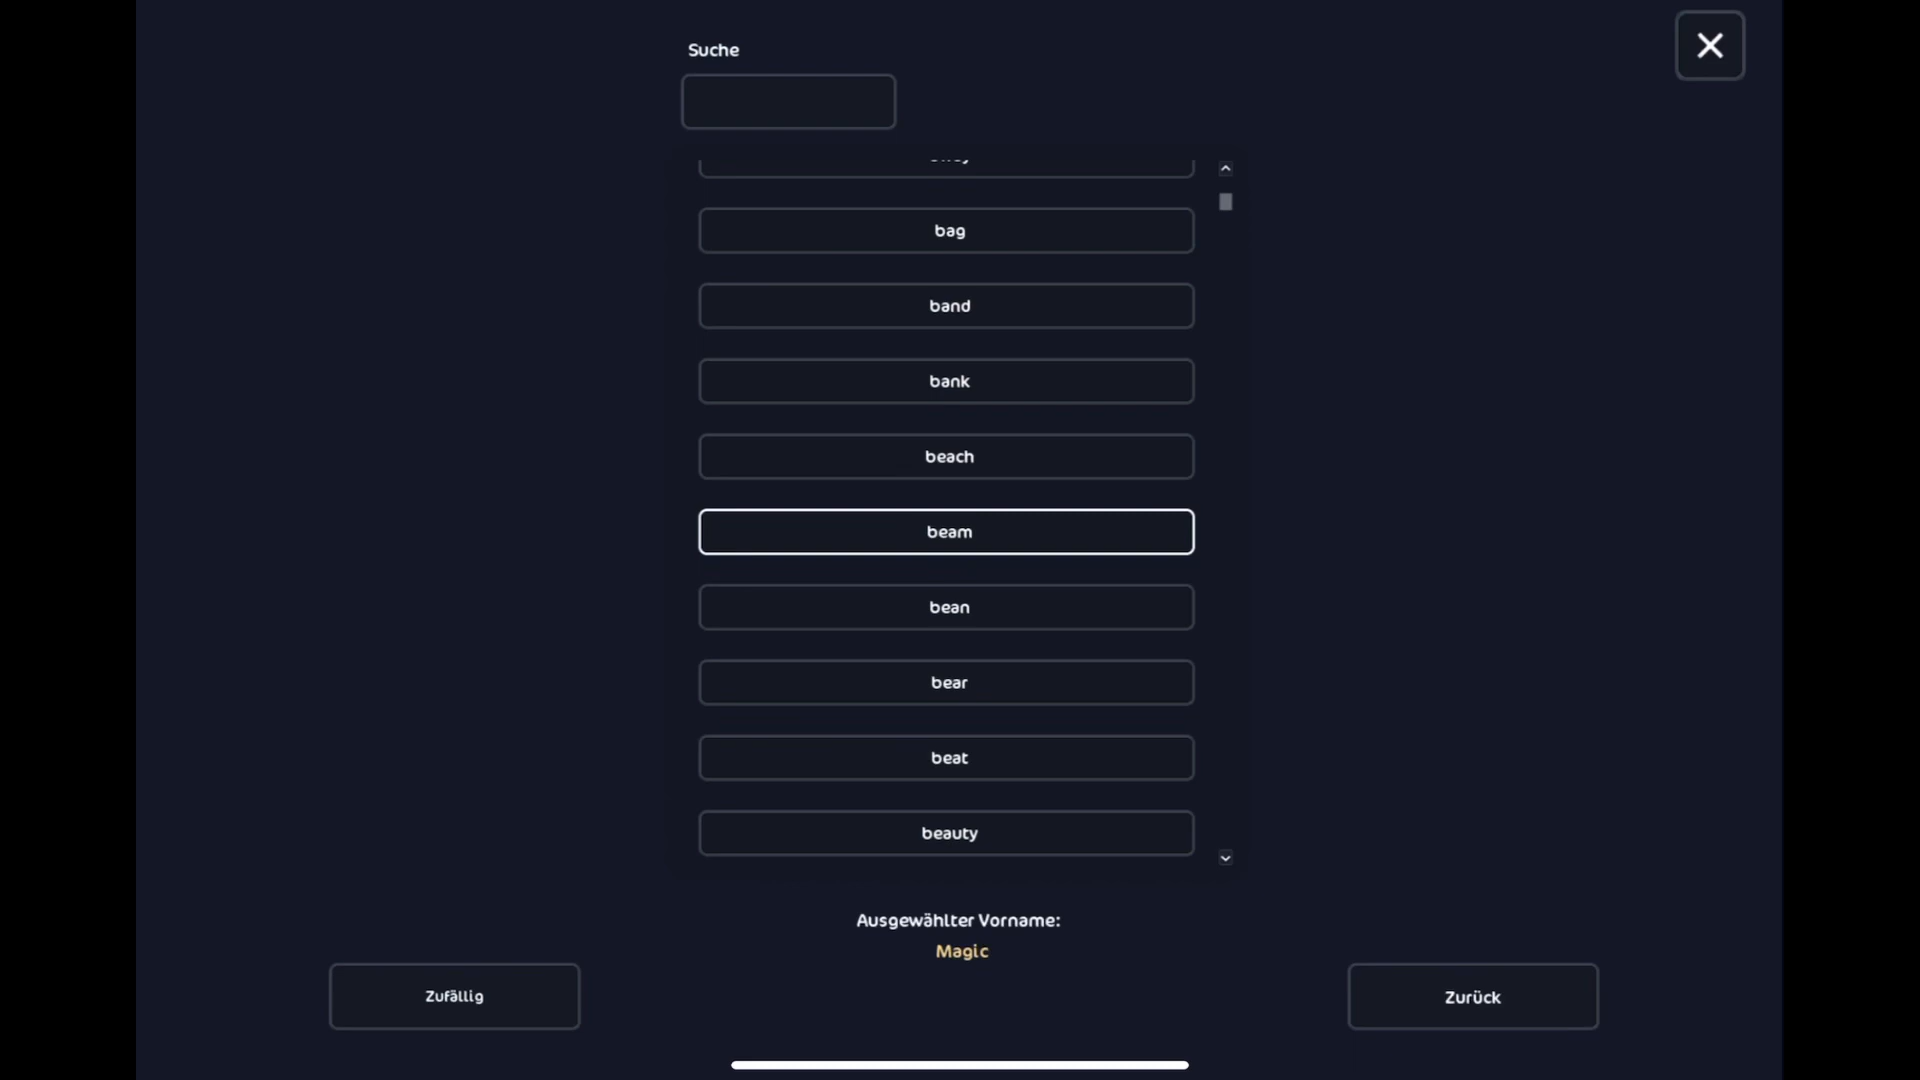 Suche
bag
band
bank
beach
beam
bean
bear
beat
beauty
Ausgewählter Vorname:
Magic
Zufällig
Zurück